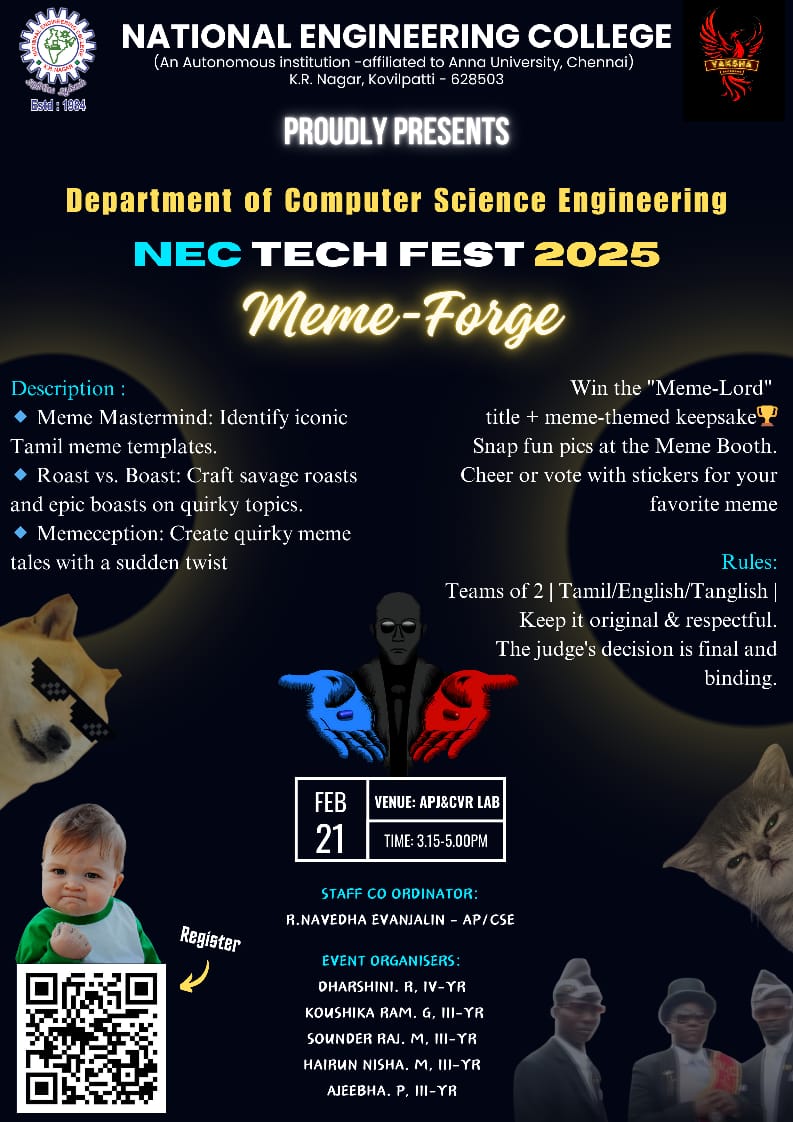 NATIONAL ENGINEERING COLLEGE
(An Autonomous institution -affiliated to Anna University, Chennai)
K.R. Nagar, Kovilpatti - 628503
NATIONAL ENGINEERING COLLEGE
K.R. NAGAR
Estd : 1984
YAKSHA
PROUDLY PRESENTS
Department of Computer Science Engineering
NEC TECH FEST 2025
Meme-Forge
Description :
🔹 Meme Mastermind: Identify iconic
Tamil meme templates.
🔹 Roast vs. Boast: Craft savage roasts
and epic boasts on quirky topics.
🔹 Memeception: Create quirky meme
tales with a sudden twist
Win the "Meme-Lord"
title + meme-themed keepsake🏆
Snap fun pics at the Meme Booth.
Cheer or vote with stickers for your
favorite meme
Rules:
Teams of 2 | Tamil/English/Tanglish |
Keep it original & respectful.
The judge's decision is final and
binding.
FEB
21
VENUE: APJ&CVR LAB
TIME: 3.15-5.00PM
STAFF CO ORDINATOR:
R.NAVEDHA EVANJALIN - AP/CSE
Register
EVENT ORGANISERS:
DHARSHINI. R, IV-YR
KOUSHIKA RAM. G, III-YR
SOUNDER RAJ. M, III-YR
HAIRUN NISHA. M, III-YR
AJEEBHA. P, III-YR